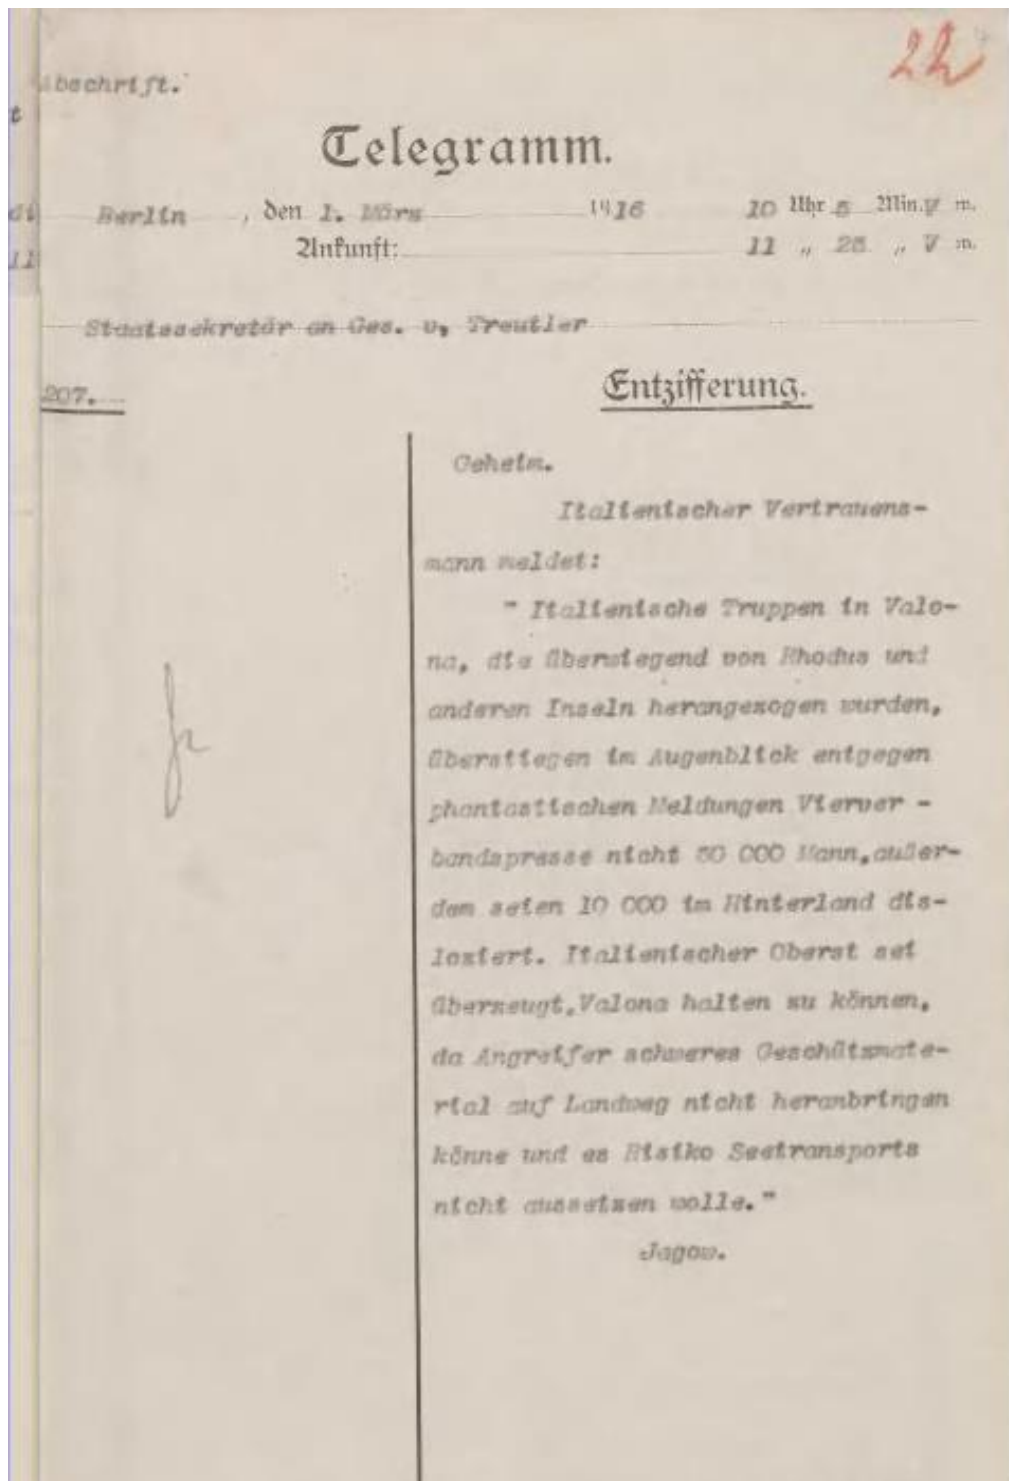 22
Abschrift.
t
Telegramm.
di Berlin, den 1. März 1916 10 Uhr 5 Min. V m.
11 Ankunft: 11 „ 25 „ V m.
Staatssekretär an Ges. v, Treutler
207.
Entzifferung.
Geheim.
Italienischer Vertrauens-
mann meldet:
" Italienische Truppen in Valo-
na, die überwiegend von Rhodus und
anderen Inseln herangezogen wurden,
überstiegen im Augenblick entgegen
phantastischen Meldungen Vierver -
bandspresse nicht 50 000 Mann, außer-
dem seien 10 000 im Hinterland dis-
loziert. Italienischer Oberst sei
überzeugt, Valona halten zu können,
da Angreifer schweres Geschützmate-
rial auf Landweg nicht heranbringen
könne und es Risiko Seetransports
nicht aussetzen wolle."
Jagow.